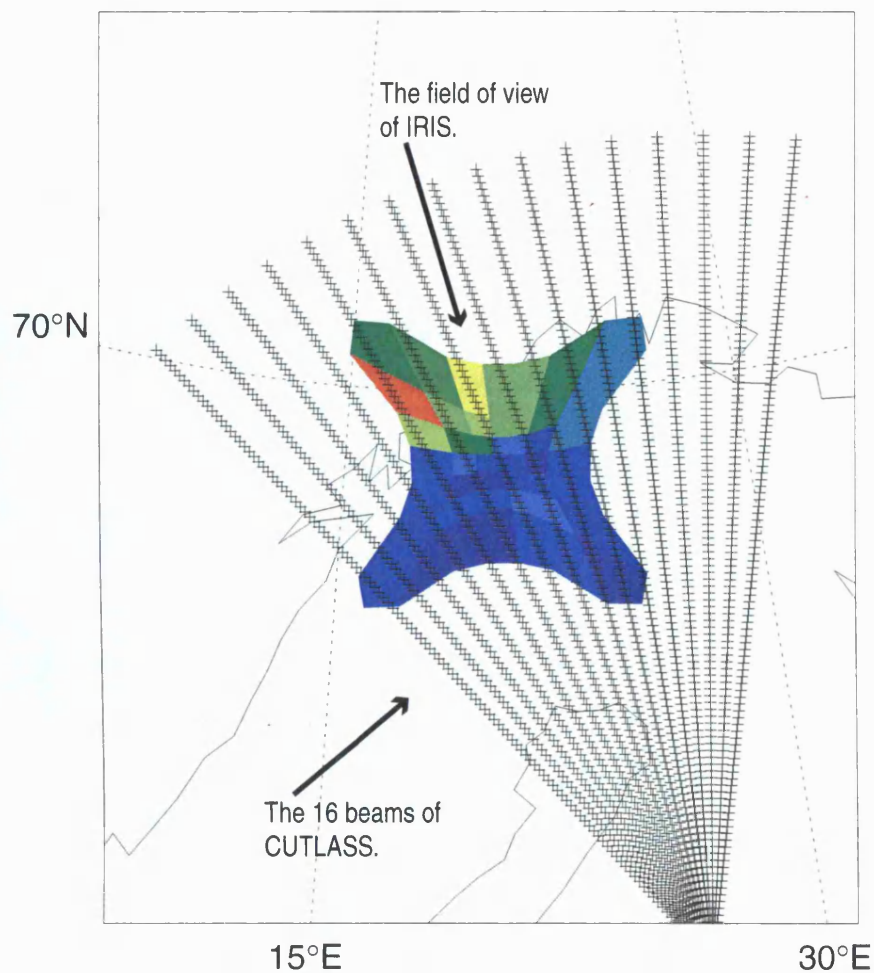 The field of view
of IRIS.
70°N
The 16 beams of
CUTLASS.
15°E
30°E